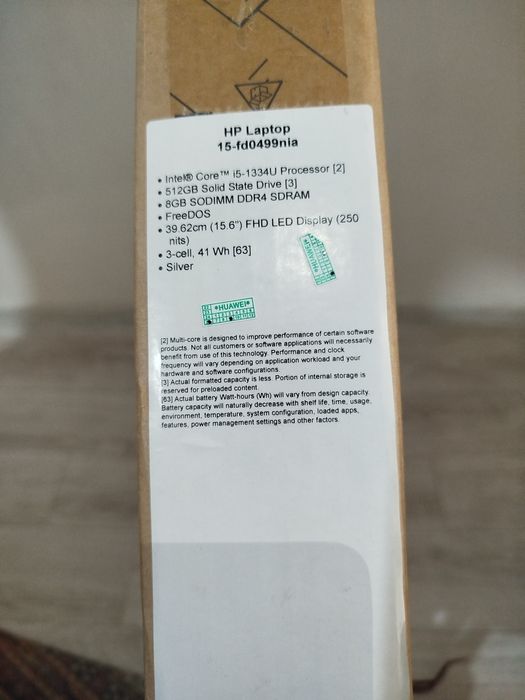 HP Laptop
15-fd0499nia
• Intel® Core™ i5-1334U Processor [2]
• 512GB Solid State Drive [3]
• 8GB SODIMM DDR4 SDRAM
• FreeDOS
• 39.62cm (15.6") FHD LED Display (250
nits)
• 3-cell, 41 Wh [63]
• Silver
*HUAWEI*
*HUAWEI*
[2] Multi-core is designed to improve performance of certain software
products. Not all customers or software applications will necessarily
benefit from use of this technology. Performance and clock
frequency will vary depending on application workload and your
hardware and software configurations.
[3] Actual formatted capacity is less. Portion of internal storage is
reserved for preloaded content.
[63] Actual battery Watt-hours (Wh) will vary from design capacity.
Battery capacity will naturally decrease with shelf life, time, usage,
environment, temperature, system configuration, loaded apps,
features, power management settings and other factors.